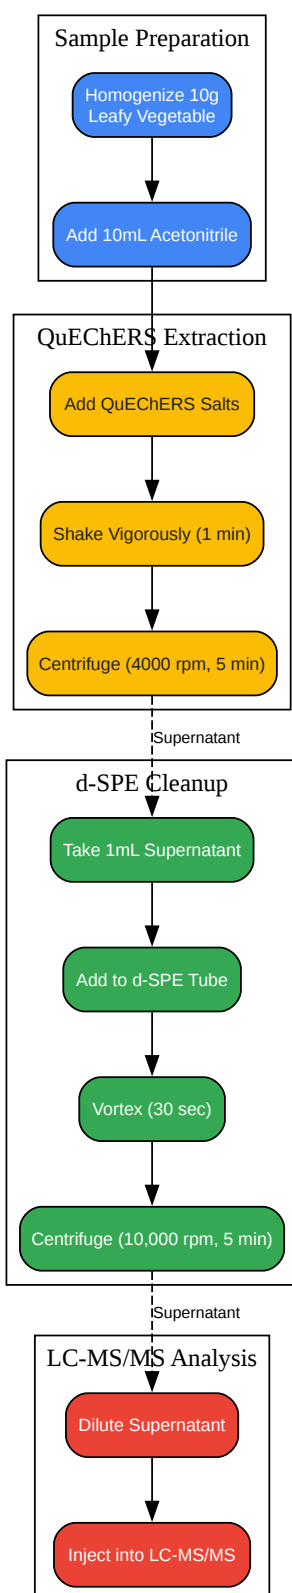 Sample Preparation
Homogenize 10g
Leafy Vegetable
Add 10mL Acetonitrile
QuEChERS Extraction
Add QuEChERS Salts
Shake Vigorously (1 min)
Centrifuge (4000 rpm, 5 min)
Supernatant
d-SPE Cleanup
Take 1mL Supernatant
Add to d-SPE Tube
Vortex (30 sec)
Centrifuge (10,000 rpm, 5 min)
Supernatant
LC-MS/MS Analysis
Dilute Supernatant
Inject into LC-MS/MS